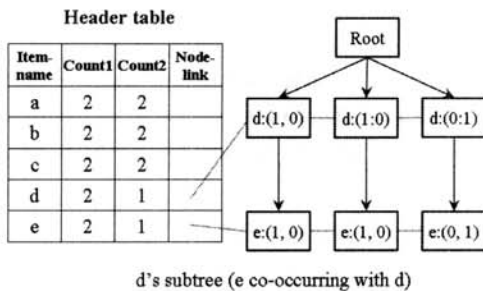 Header table
Item-name Count1 Count2 Node-link
a 2 2
b 2 2
c 2 2
d 2 1
e 2 1
Root
d:(1, 0) d:(1:0) d:(0:1)
e:(1, 0) e:(1, 0) e:(0, 1)
d's subtree (e co-occurring with d)